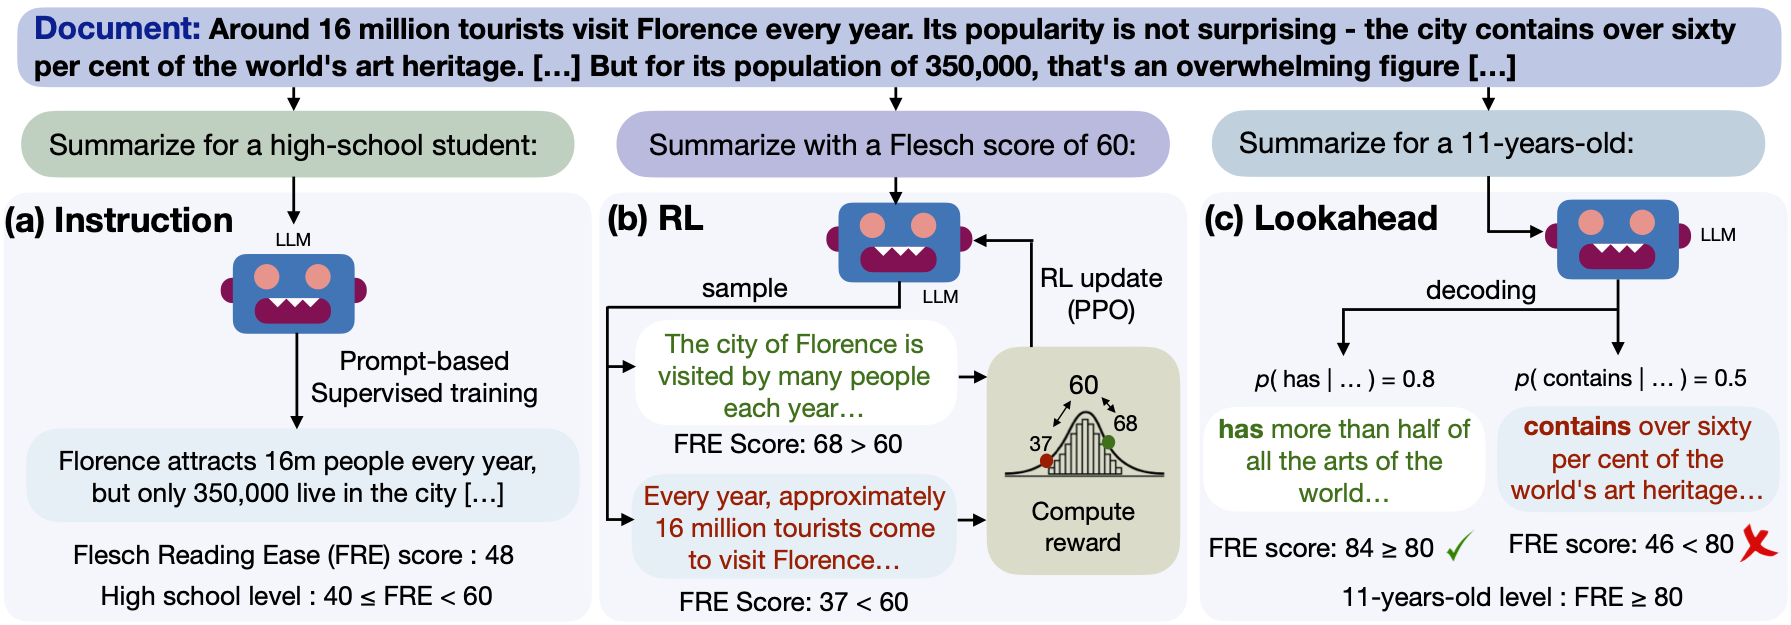 Document: Around 16 million tourists visit Florence every year. Its popularity is not surprising - the city contains over sixty
per cent of the world's art heritage. [...] But for its population of 350,000, that's an overwhelming figure [...]
Summarize for a high-school student:
(a) Instruction
LLM
Prompt-based
Supervised training
Florence attracts 16m people every year,
but only 350,000 live in the city [...]
Flesch Reading Ease (FRE) score : 48
High school level : 40 ≤ FRE < 60
Summarize with a Flesch score of 60:
(b) RL
LLM
sample
RL update
(PPO)
The city of Florence is
visited by many people
each year...
FRE Score: 68 > 60
Every year, approximately
16 million tourists come
to visit Florence...
FRE Score: 37 < 60
60
68
37
Compute
reward
Summarize for a 11-years-old:
(c) Lookahead
LLM
decoding
p( has | ... ) = 0.8
has more than half of
all the arts of the
world...
FRE score: 84 ≥ 80
p( contains | ... ) = 0.5
contains over sixty
per cent of the
world's art heritage...
FRE score: 46 < 80
11-years-old level : FRE ≥ 80